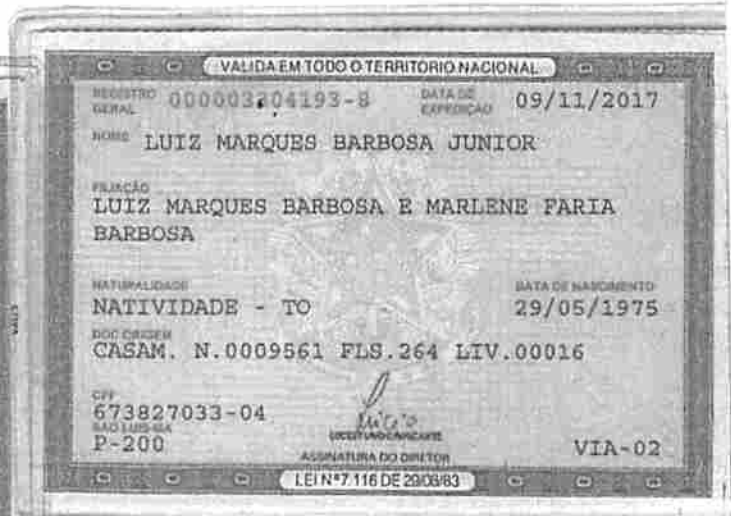 VALIDA EM TODO O TERRITORIO NACIONAL
REGISTRO GERAL 000003204193-8 DATA DE EXPEDIÇÃO 09/11/2017
NOME LUIZ MARQUES BARBOSA JUNIOR
FILIAÇÃO
LUIZ MARQUES BARBOSA E MARLENE FARIA
BARBOSA
NATURALIDADE DATA DE NASCIMENTO
NATIVIDADE - TO 29/05/1975
DOC ORIGEM
CASAM. N.0009561 FLS.264 LIV.00016
CPF
673827033-04
SAO LUIS-MA
P-200 VIA-02
ASSINATURA DO DIRETOR
LEI Nº 7.116 DE 29/08/83